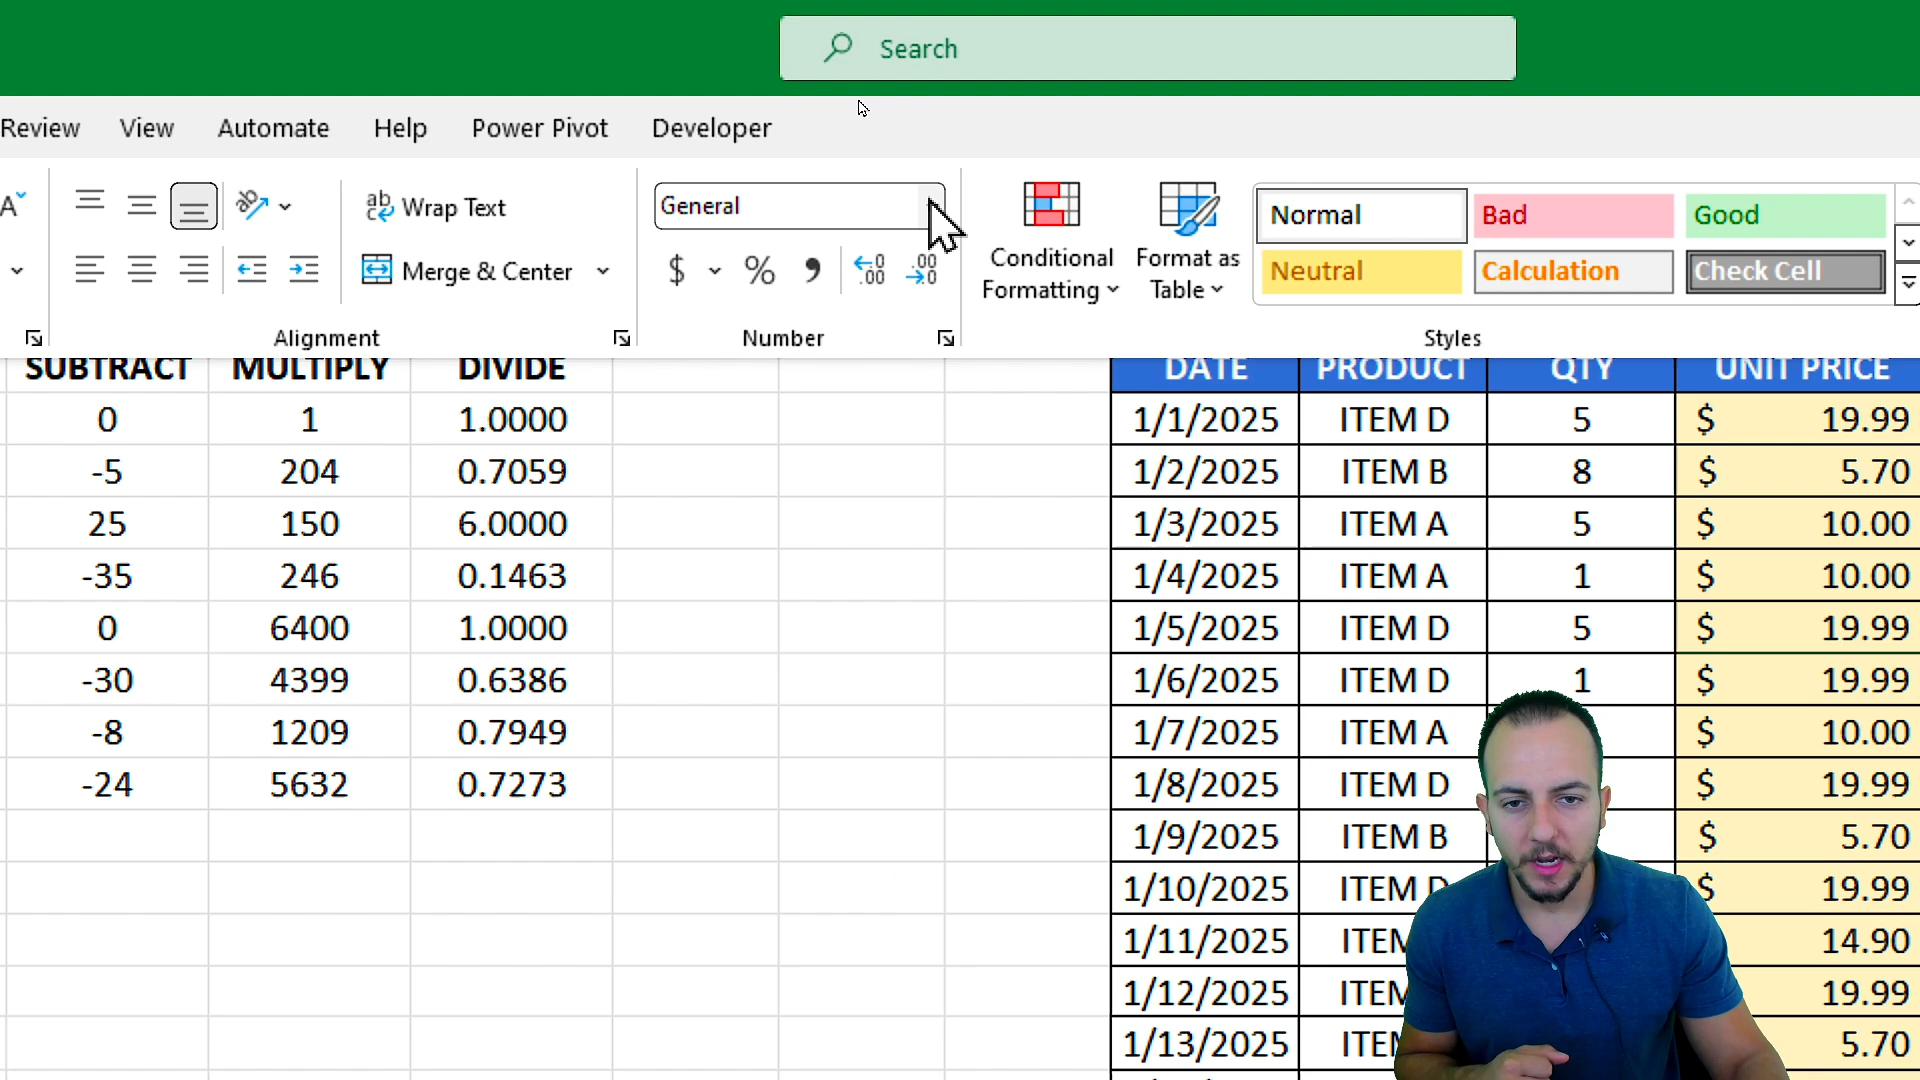 Search
Review View Automate Help Power Pivot Developer
A Wrap Text General Normal Bad Good
Merge & Center $ % Conditional Formatting Format as Table Neutral Calculation Check Cell
Alignment Number Styles
SUBTRACT MULTIPLY DIVIDE DATE PRODUCT QTY UNIT PRICE
0 1 1.0000 1/1/2025 ITEM D 5 $ 19.99
-5 204 0.7059 1/2/2025 ITEM B 8 $ 5.70
25 150 6.0000 1/3/2025 ITEM A 5 $ 10.00
-35 246 0.1463 1/4/2025 ITEM A 1 $ 10.00
0 6400 1.0000 1/5/2025 ITEM D 5 $ 19.99
-30 4399 0.6386 1/6/2025 ITEM D 1 $ 19.99
-8 1209 0.7949 1/7/2025 ITEM A $ 10.00
-24 5632 0.7273 1/8/2025 ITEM D $ 19.99
1/9/2025 ITEM B $ 5.70
1/10/2025 ITEM D $ 19.99
1/11/2025 ITEM 14.90
1/12/2025 ITEM 19.99
1/13/2025 ITEM 5.70